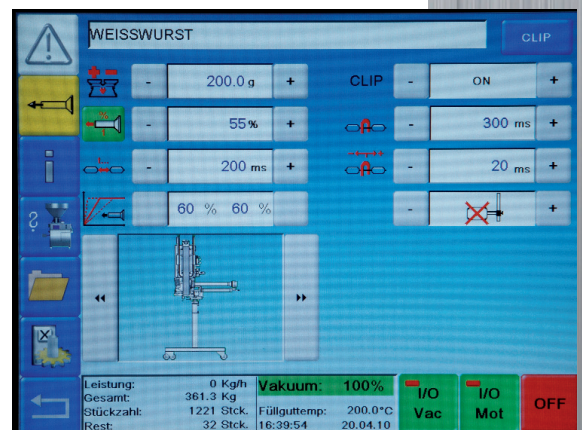 WEISSWURST
CLIP
- 200.0 g + CLIP - ON +
- 55% + - 300 ms +
- 200 ms + - 20 ms +
60 % 60 % - +
Leistung: 0 Kg/h
Gesamt: 361.3 Kg
Stückzahl: 1221 Stck.
Rest: 32 Stck.
Vakuum: 100%
Füllguttemp: 200.0°C
16:39:54 20.04.10
I/O
Vac
I/O
Mot
OFF